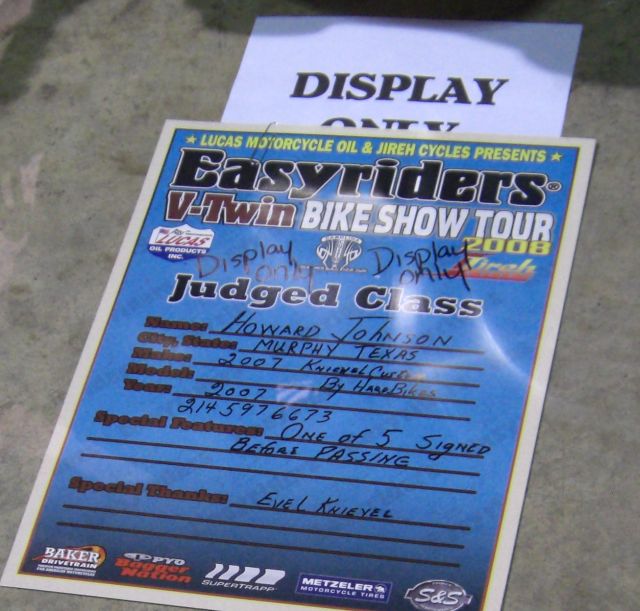 DISPLAY
ONLY
★ LUCAS MOTORCYCLE OIL & JIREH CYCLES PRESENTS ★
Easyriders®
V-Twin BIKE SHOW TOUR
2008
LUCAS
OIL PRODUCTS
INC.
Display
only
Display
only
Jireh
Judged Class
Name: HOWARD JOHNSON
City, State: MURPHY TEXAS
Make: 2007 KNIEVEL CUSTOM
Model: By HARDBIKES
Year: 2007
2145976673
Special Features: ONE of 5 SIGNED
BEFORE PASSING
Special Thanks: EVEL KNIEVEL
BAKER
DRIVETRAIN
PYO
Bagger
Nation
SUPERTRAPP
METZELER
MOTORCYCLE TIRES
S&S